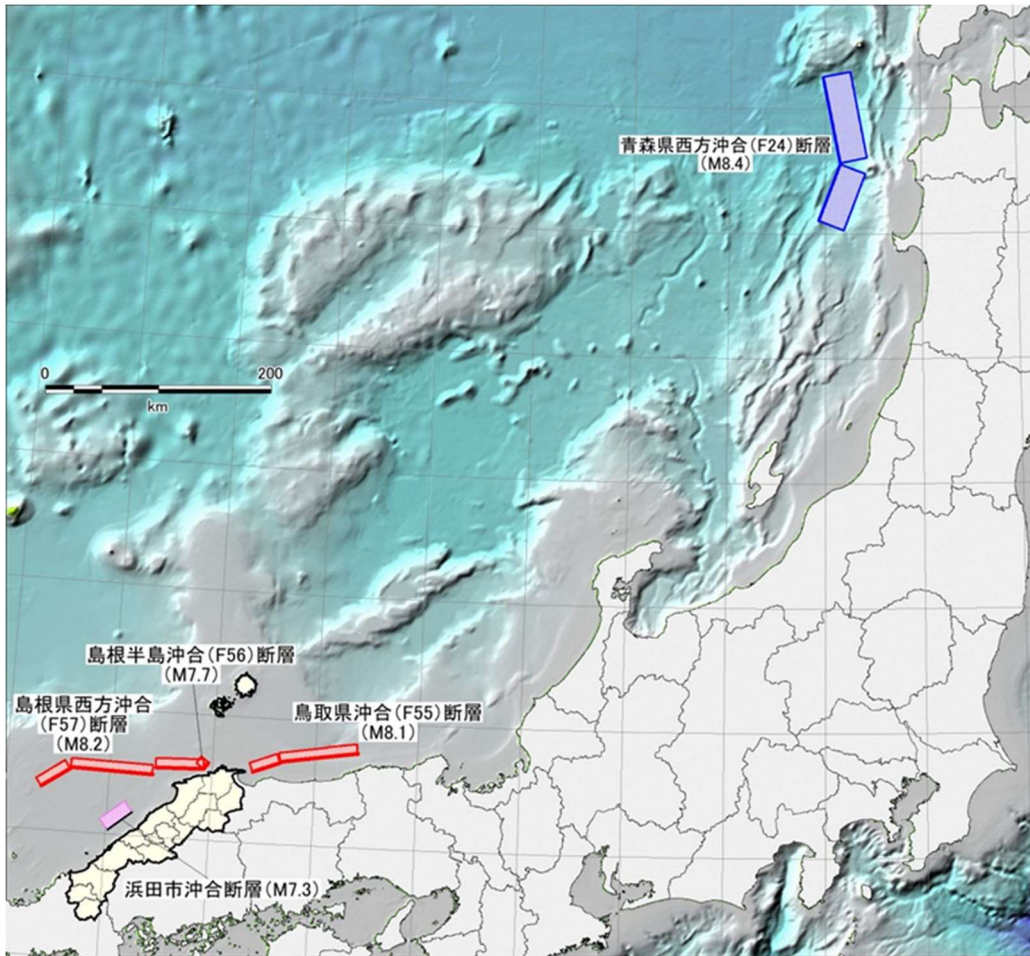 青森県西方沖合(F24)断層
(M8.4)
0
200
km
島根半島沖合(F56)断層
(M7.7)
島根県西方沖合
(F57)断層
(M8.2)
鳥取県沖合(F55)断層
(M8.1)
浜田市沖合断層(M7.3)